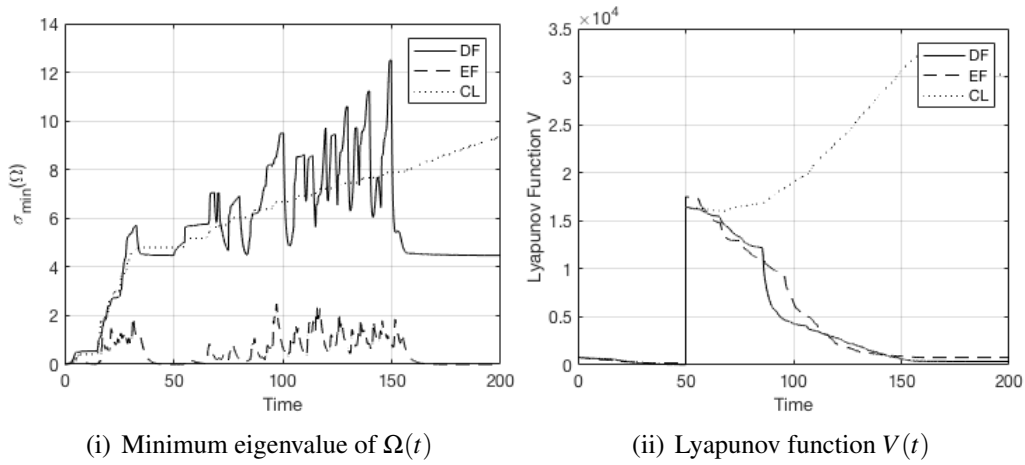 14
12
10
8
6
4
2
0
σmin(Ω)
0 50 100 150 200
Time
DF
EF
CL
(i) Minimum eigenvalue of Ω(t)
×10^4
3.5
3
2.5
2
1.5
1
0.5
0
Lyapunov Function V
0 50 100 150 200
Time
DF
EF
CL
(ii) Lyapunov function V(t)